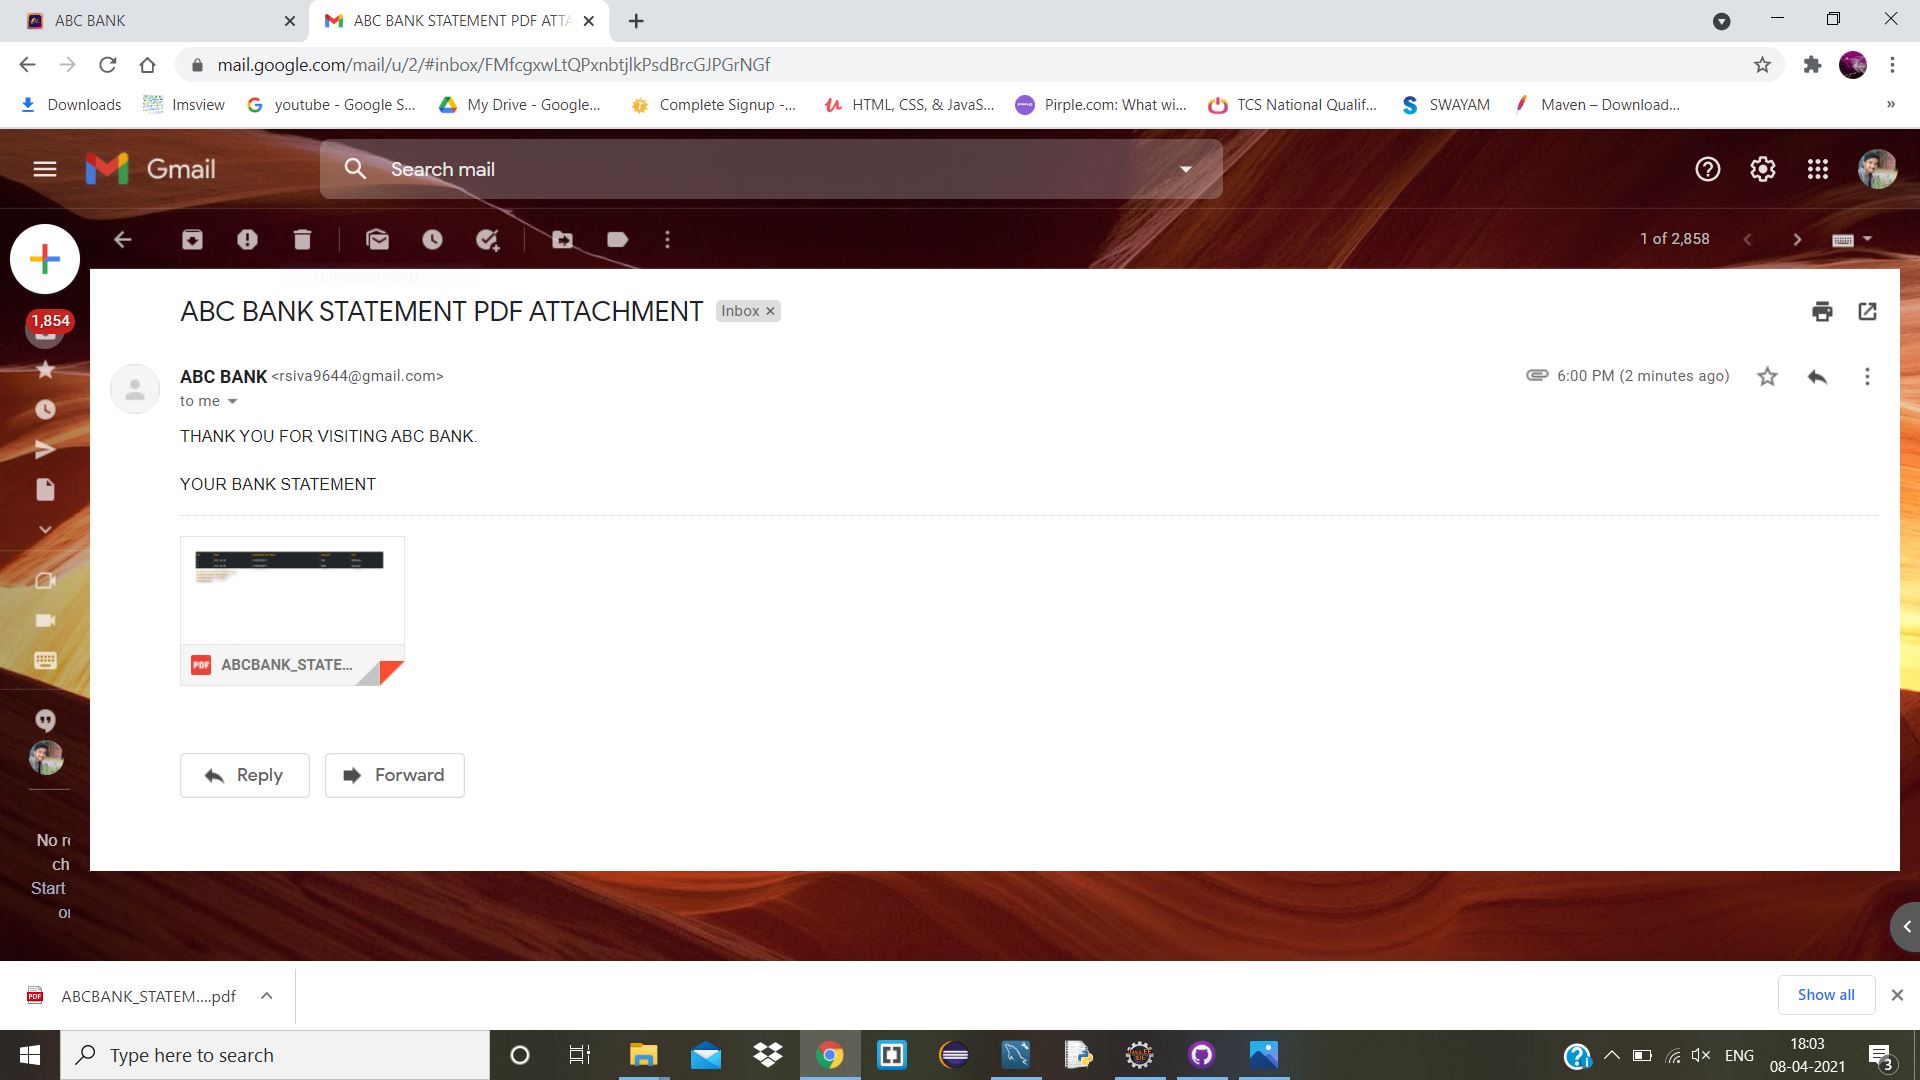 ABC BANK
ABC BANK STATEMENT PDF ATTA
mail.google.com/mail/u/2/#inbox/FMfcgxwLtQPxnbtjlkPsdBrcGJPGrNGf
Downloads Imsview youtube - Google S... My Drive - Google... Complete Signup -... HTML, CSS, & JavaS... Pirple.com: What wi... TCS National Qualif... SWAYAM Maven – Download... »
Gmail
Search mail
1 of 2,858
1,854
ABC BANK STATEMENT PDF ATTACHMENT Inbox ×
ABC BANK <rsiva9644@gmail.com>
6:00 PM (2 minutes ago)
to me
THANK YOU FOR VISITING ABC BANK.
YOUR BANK STATEMENT
PDF ABCBANK_STATE...
Reply
Forward
No re
ch
Start
PDF ABCBANK_STATEM....pdf
Show all
Type here to search
ENG
18:03
08-04-2021
3